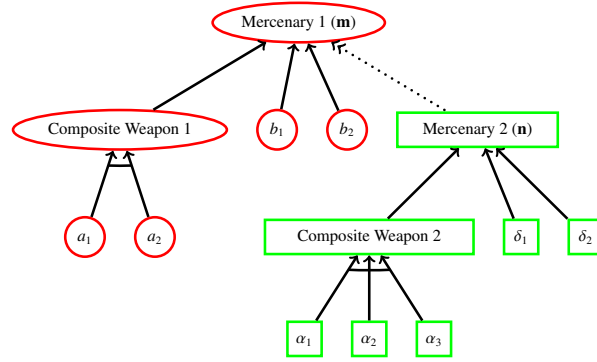 Mercenary 1 (m)
Composite Weapon 1
b₁
b₂
Mercenary 2 (n)
a₁
a₂
Composite Weapon 2
δ₁
δ₂
α₁
α₂
α₃